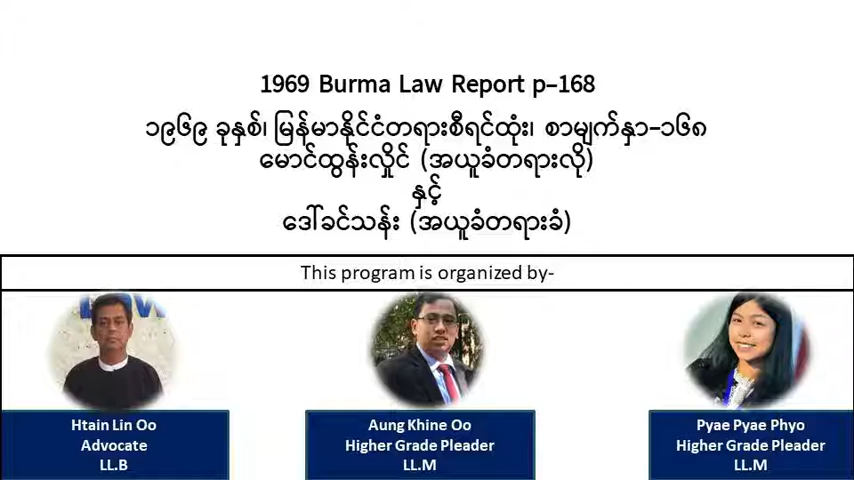 1969 Burma Law Report p-168
၁၉၆၉ ခုနှစ်၊ မြန်မာနိုင်ငံတရားစီရင်ထုံး၊ စာမျက်နှာ-၁၆၈
မောင်ထွန်းလှိုင် (အယူခံတရားလို)
နှင့်
ဒေါ်ခင်သန်း (အယူခံတရားခံ)
This program is organized by-
Htain Lin Oo
Advocate
LL.B
Aung Khine Oo
Higher Grade Pleader
LL.M
Pyae Pyae Phyo
Higher Grade Pleader
LL.M